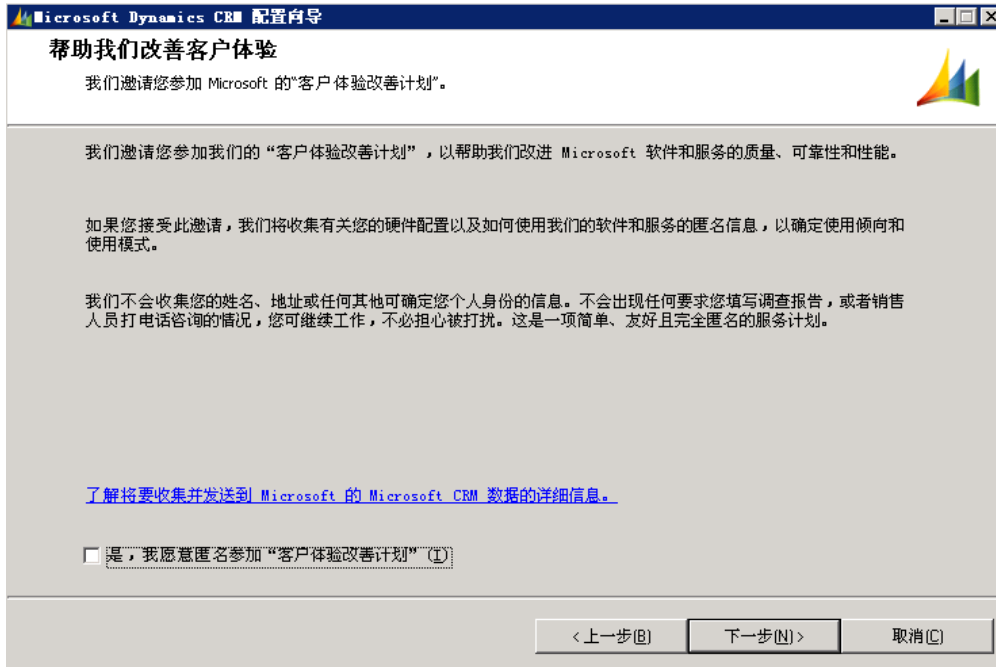 Microsoft Dynamics CRM 配置向导
帮助我们改善客户体验
我们邀请您参加 Microsoft 的“客户体验改善计划”。
我们邀请您参加我们的“客户体验改善计划”,以帮助我们改进 Microsoft 软件和服务的质量、可靠性和性能。
如果您接受此邀请,我们将收集有关您的硬件配置以及如何使用我们的软件和服务的匿名信息,以确定使用倾向和
使用模式。
我们不会收集您的姓名、地址或任何其他可确定您个人身份的信息。不会出现任何要求您填写调查报告,或者销售
人员打电话咨询的情况,您可继续工作,不必担心被打扰。这是一项简单、友好且完全匿名的服务计划。
了解将要收集并发送到 Microsoft 的 Microsoft CRM 数据的详细信息。
是,我愿意匿名参加“客户体验改善计划”(I)
<上一步(B) 下一步(N)> 取消(C)